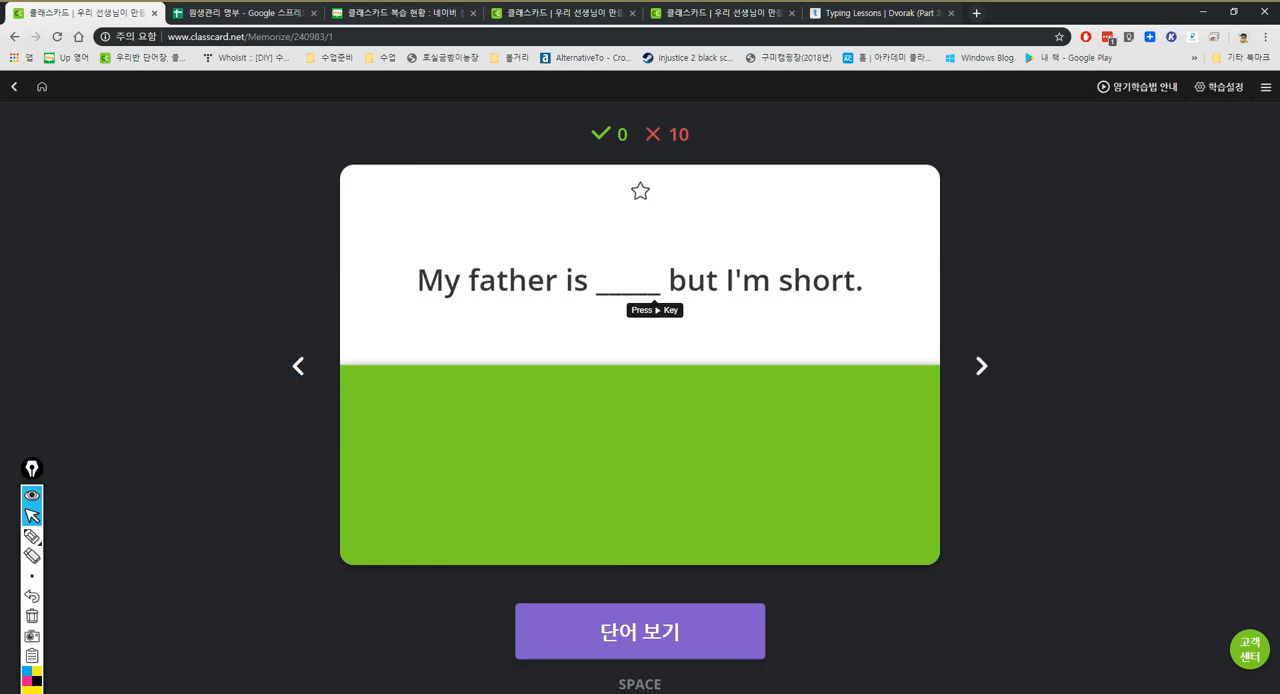 클래스카드 | 우리 선생님이 만든
원생관리 명부 - Google 스프레
클래스카드 복습 현황 : 네이버
클래스카드 | 우리 선생님이 만든
클래스카드 | 우리 선생님이 만든
Typing Lessons | Dvorak (Part 3
주의 요함 | www.classcard.net/Memorize/240983/1
1
앱
Up 영어
우리반 단어장, 클...
WhoIst :: [DIY] 수...
수업준비
수업
토실궁벙이농장
볼거리
AlternativeTo - Cro...
injustice 2 black sc...
구미캠핑장(2018년)
홈 | 아카데미 클라...
Windows Blog
내 책 - Google Play
»
기타 북마크
암기학습법 안내
학습설정
0
10
My father is _____ but I'm short.
Press ▶ Key
단어 보기
SPACE
고객
센터